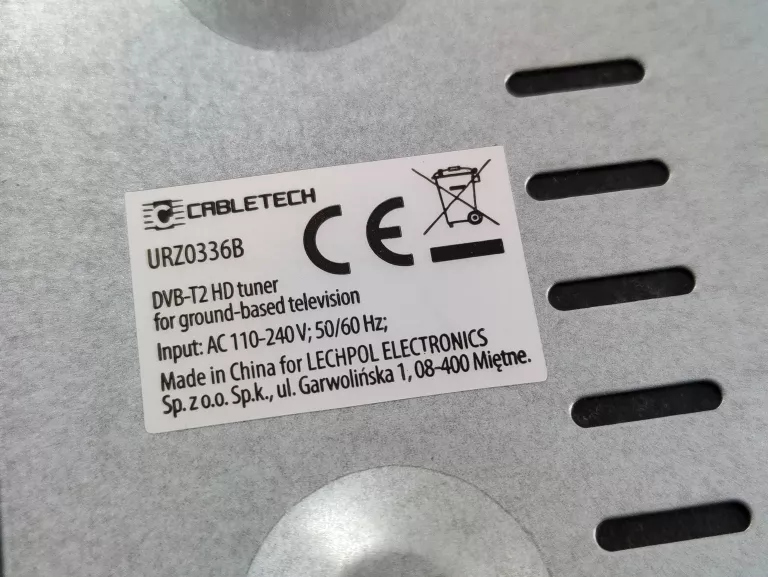 CABLETECH
CE
URZ0336B
DVB-T2 HD tuner
for ground-based television
Input: AC 110-240 V; 50/60 Hz;
Made in China for LECHPOL ELECTRONICS
Sp. z o.o. Sp.k., ul. Garwolińska 1, 08-400 Miętne.